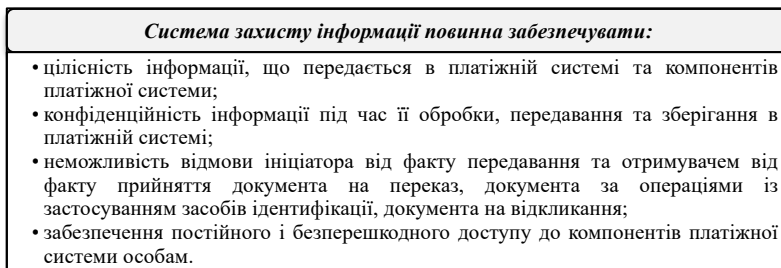 Система захисту інформації повинна забезпечувати:
• цілісність інформації, що передається в платіжній системі та компонентів
платіжної системи;
• конфіденційність інформації під час її обробки, передавання та зберігання в
платіжній системі;
• неможливість відмови ініціатора від факту передавання та отримувачем від
факту прийняття документа на переказ, документа за операціями із
застосуванням засобів ідентифікації, документа на відкликання;
• забезпечення постійного і безперешкодного доступу до компонентів платіжної
системи особам.